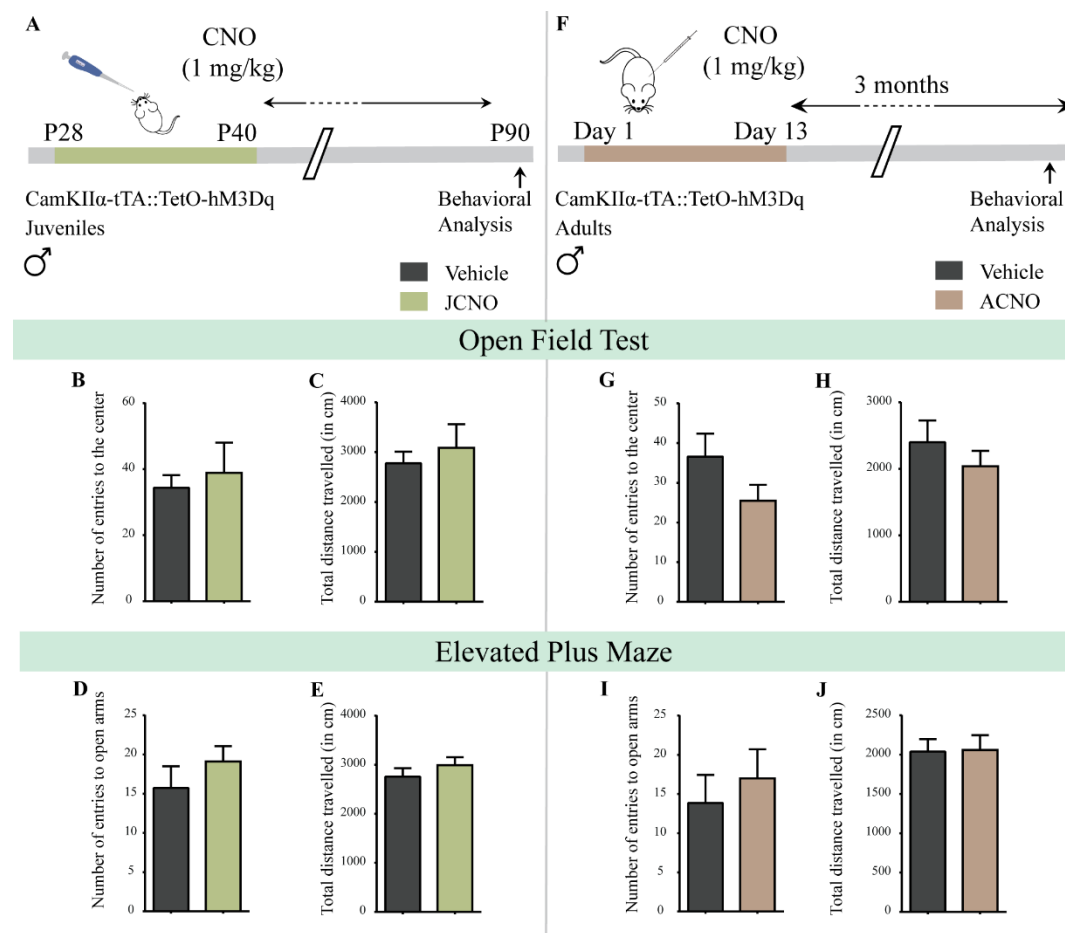 A
CNO
(1 mg/kg)
P28
P40
P90
CamKIIα-tTA::TetO-hM3Dq
Juveniles
Behavioral
Analysis
♂
Vehicle
JCNO
F
CNO
(1 mg/kg)
3 months
Day 1
Day 13
CamKIIα-tTA::TetO-hM3Dq
Adults
Behavioral
Analysis
♂
Vehicle
ACNO
Open Field Test
B
Number of entries to the center
60
40
20
0
C
Total distance travelled (in cm)
4000
3000
2000
1000
0
G
Number of entries to the center
50
40
30
20
10
0
H
Total distance travelled (in cm)
3000
2000
1000
0
Elevated Plus Maze
D
Number of entries to open arms
25
20
15
10
5
0
E
Total distance travelled (in cm)
4000
3000
2000
1000
0
I
Number of entries to open arms
25
20
15
10
5
0
J
Total distance travelled (in cm)
2500
2000
1500
1000
500
0